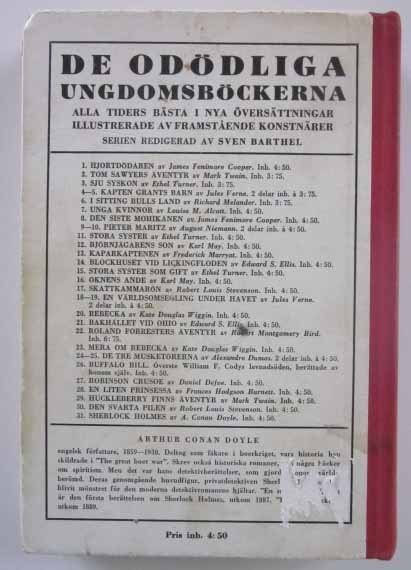 DE ODÖDLIGA
UNGDOMSBÖCKERNA
ALLA TIDERS BÄSTA I NYA ÖVERSÄTTNINGAR
ILLUSTRERADE AV FRAMSTÅENDE KONSTNÄRER
SERIEN REDIGERAD AV SVEN BARTHEL
1. HJORTDÖDAREN av James Fenimore Cooper. Inb. 4: 50.
2. TOM SAWYERS ÄVENTYR av Mark Twain. Inb. 3: 75.
3. SJU SYSKON av Ethel Turner. Inb. 3: 75.
4—5. KAPTEN GRANTS BARN av Jules Verne. 2 delar inb. à 3: 75.
6. I SITTING BULLS LAND av Richard Melander. Inb. 3: 75.
7. UNGA KVINNOR av Louise M. Alcott. Inb. 4: 50.
8. DEN SISTE MOHIKANEN av James Fenimore Cooper. Inb. 4: 50.
9—10. PIETER MARITZ av August Niemann. 2 delar inb. à 4: 50.
11. STORA SYSTER av Ethel Turner. Inb. 4: 50.
12. BJÖRNJÄGARENS SON av Karl May. Inb. 4: 50.
13. KAPARKAPTENEN av Frederick Marryat. Inb. 4: 50.
14. BLOCKHUSET VID LICKINGFLODEN av Edward S. Ellis. Inb. 4: 50.
15. STORA SYSTER SOM GIFT av Ethel Turner. Inb. 4: 50.
16. ÖKNENS ANDE av Karl May. Inb. 4: 50.
17. SKATTKAMMARÖN av Robert Louis Stevenson. Inb. 4: 50.
18—19. EN VÄRLDSOMSEGLING UNDER HAVET av Jules Verne.
2 delar inb. à 4: 50.
20. REBECKA av Kate Douglas Wiggin. Inb. 4: 50.
21. BAKHÅLLET VID OHIO av Edward S. Ellis. Inb. 4: 50.
22. ROLAND FORRESTERS ÄVENTYR av Robert Montgomery Bird.
Inb. 6: 75.
23. MERA OM REBECKA av Kate Douglas Wiggin. Inb. 4: 50.
24—25. DE TRE MUSKETÖRERNA av Alexandre Dumas. 2 delar inb. à 4: 50.
26. BUFFALO BILL. Överste William F. Codys levnadsöden, berättade av
honom själv. Inb. 4: 50.
27. ROBINSON CRUSOE av Daniel Defoe. Inb. 4: 50.
28. EN LITEN PRINSESSA av Frances Hodgson Burnett. Inb. 4: 50.
29. HUCKLEBERRY FINNS ÄVENTYR av Mark Twain. Inb. 4: 50.
30. DEN SVARTA PILEN av Robert Louis Stevenson. Inb. 4: 50.
31. SHERLOCK HOLMES av A. Conan Doyle. Inb. 4: 50.
ARTHUR CONAN DOYLE
engelsk författare, 1859—1930. Deltog som läkare i boerkriget, vars historia
skildrade i "The great boer war". Skrev också historiska romaner, några böcker
om spiritism. Men det var hans detektivberättelser, som värld
berömd. Deras genomgående huvudfigur, privatdetektiven
blivit mönstret för den moderna detektivromanens hjältar. "En
är den första berättelsen om Sherlock Holmes, utkom 1887.
utkom 1889.
Pris inb. 4: 50